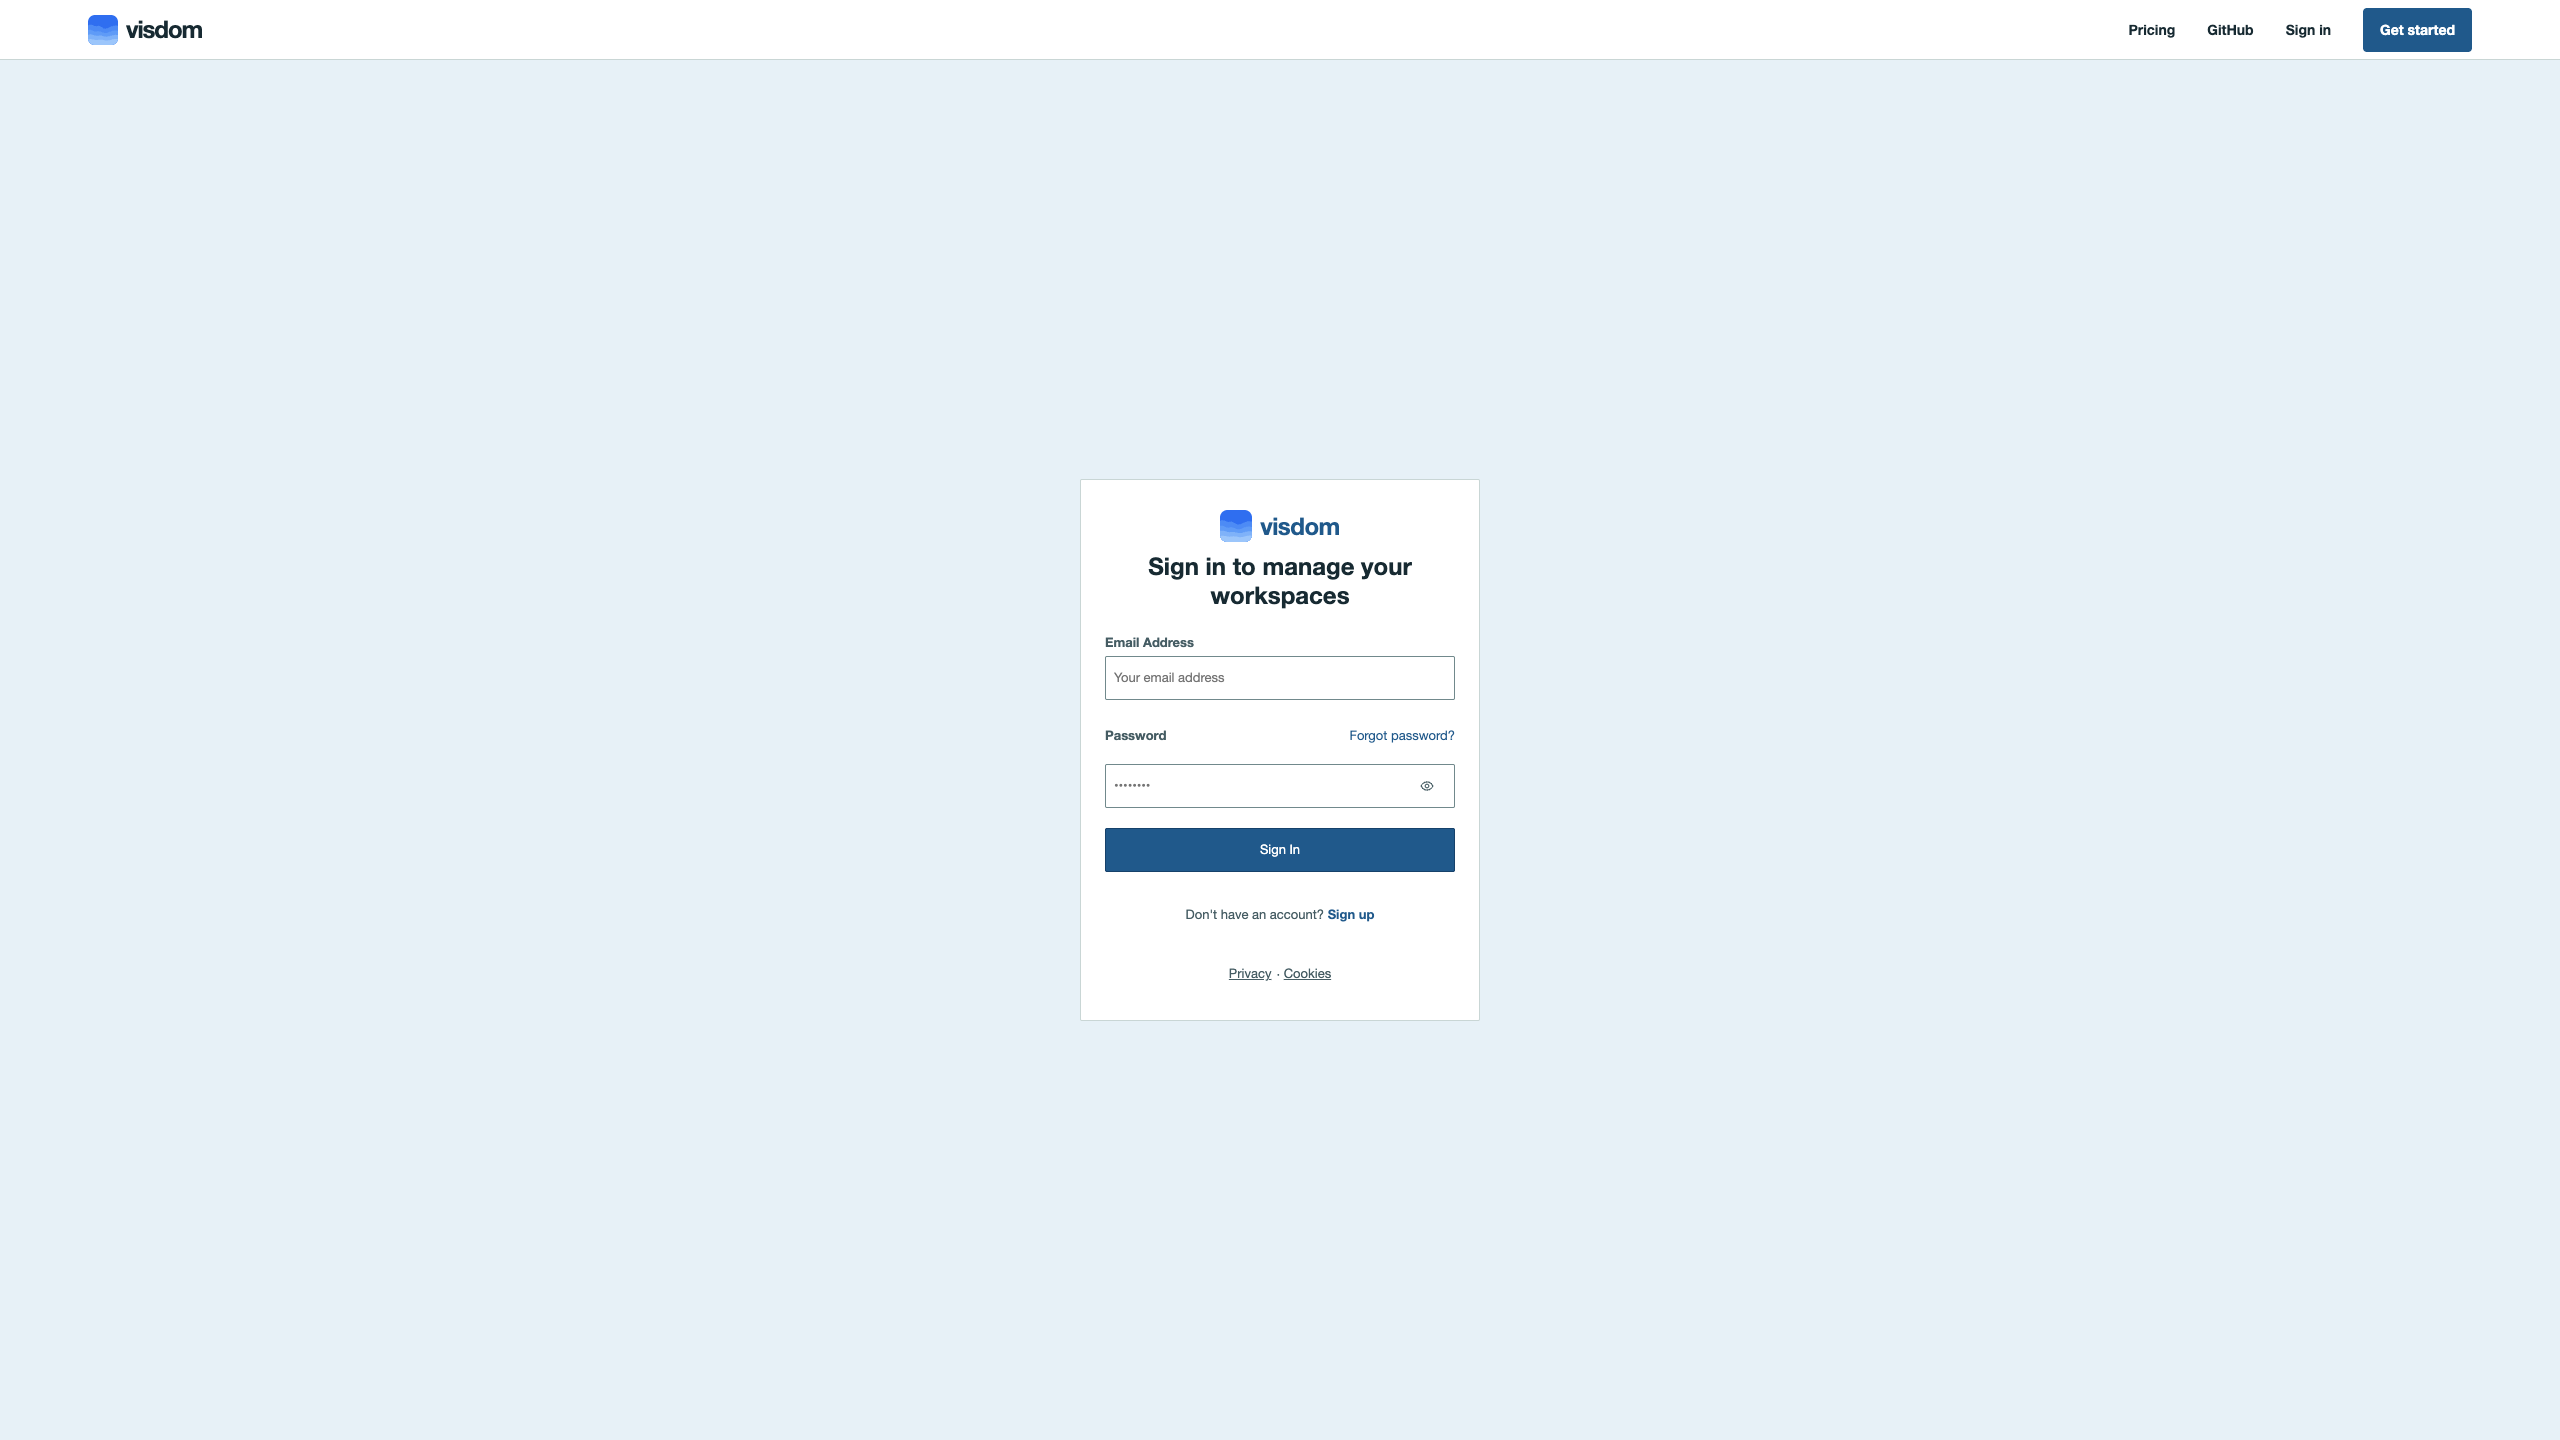 visdom
Pricing
GitHub
Sign in
Get started
visdom
Sign in to manage your
workspaces
Email Address
Your email address
Password
Forgot password?
••••••••
Sign In
Don't have an account? Sign up
Privacy · Cookies